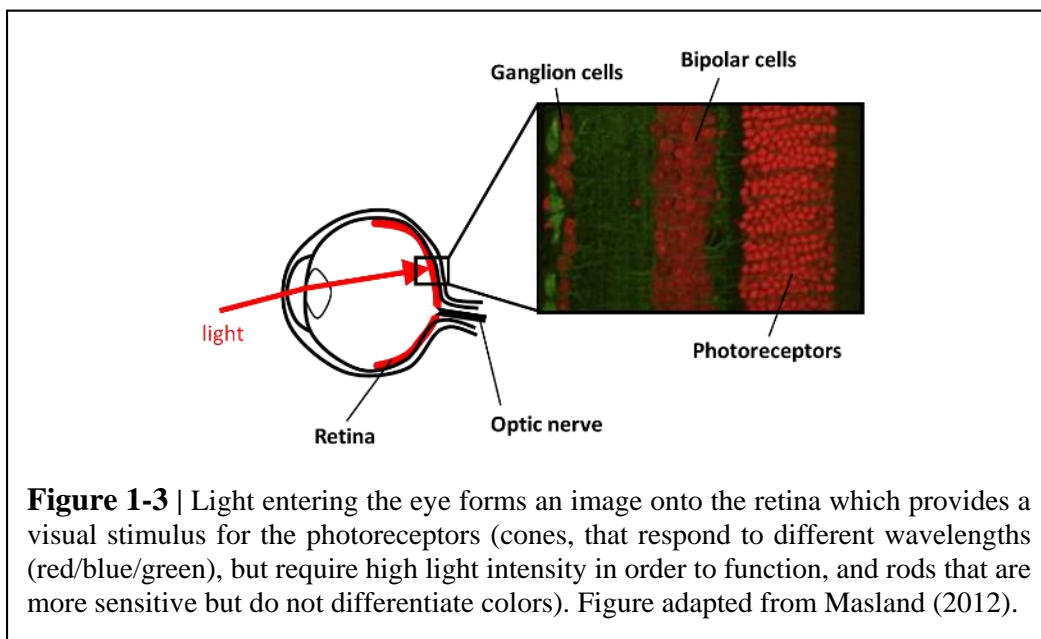 Ganglion cells
Bipolar cells
light
Photoreceptors
Retina
Optic nerve
Figure 1-3 | Light entering the eye forms an image onto the retina which provides a
visual stimulus for the photoreceptors (cones, that respond to different wavelengths
(red/blue/green), but require high light intensity in order to function, and rods that are
more sensitive but do not differentiate colors). Figure adapted from Masland (2012).